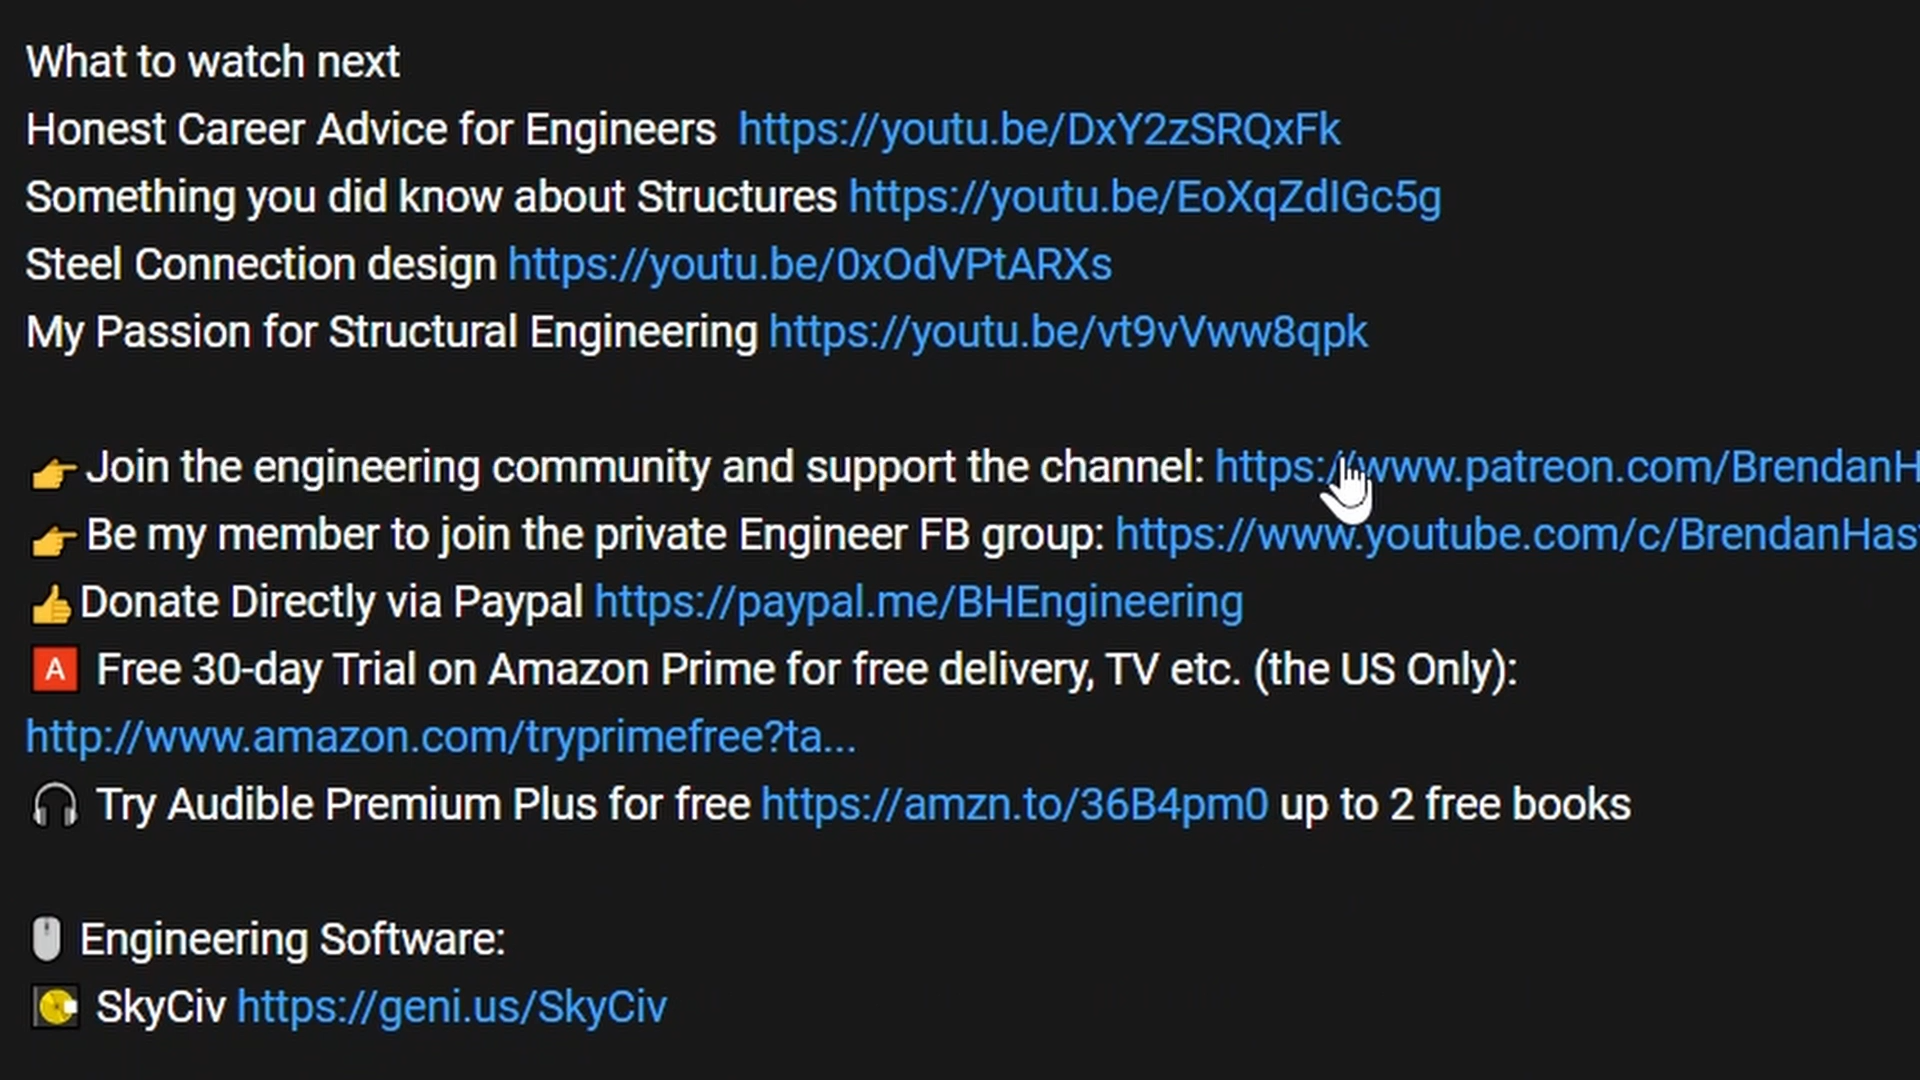 What to watch next
Honest Career Advice for Engineers https://youtu.be/DxY2zSRQxFk
Something you did know about Structures https://youtu.be/EoXqZdIGc5g
Steel Connection design https://youtu.be/0xOdVPtARXs
My Passion for Structural Engineering https://youtu.be/vt9vVww8qpk
👉Join the engineering community and support the channel: https://www.patreon.com/BrendanH
👉Be my member to join the private Engineer FB group: https://www.youtube.com/c/BrendanHas
👍Donate Directly via Paypal https://paypal.me/BHEngineering
🅰 Free 30-day Trial on Amazon Prime for free delivery, TV etc. (the US Only):
http://www.amazon.com/tryprimefree?ta...
🎧 Try Audible Premium Plus for free https://amzn.to/36B4pm0 up to 2 free books
🖱 Engineering Software:
💽 SkyCiv https://geni.us/SkyCiv